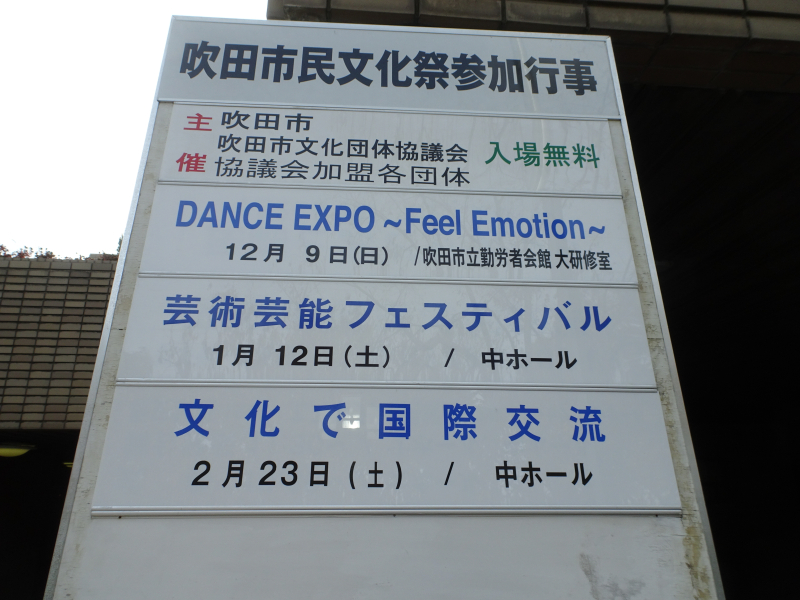 吹田市民文化祭参加行事
主催
吹田市
吹田市文化団体協議会
協議会加盟各団体
入場無料
DANCE EXPO ~Feel Emotion~
12月 9日(日) /吹田市立勤労者会館 大研修室
芸術芸能フェスティバル
1月 12日(土) / 中ホール
文化で国際交流
2月23日(土) / 中ホール